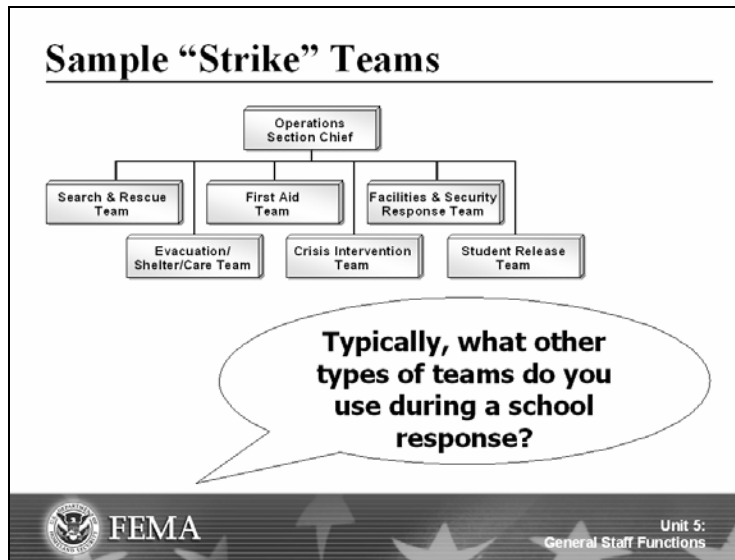 Sample “Strike” Teams
Operations
Section Chief
Search & Rescue
Team
First Aid
Team
Facilities & Security
Response Team
Evacuation/
Shelter/Care Team
Crisis Intervention
Team
Student Release
Team
Typically, what other
types of teams do you
use during a school
response?
FEMA
Unit 5:
General Staff Functions